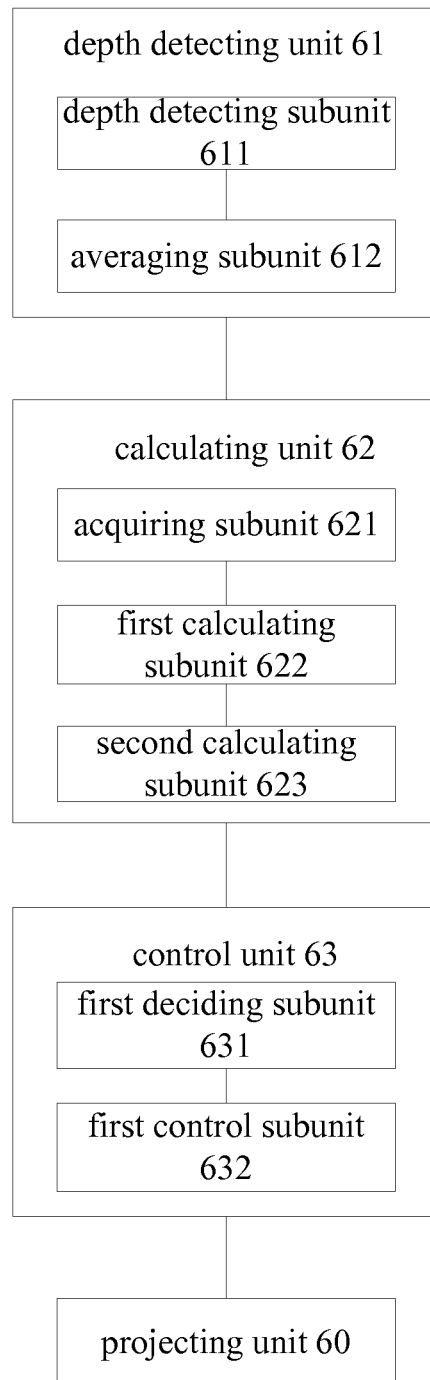 depth detecting unit 61
depth detecting subunit
611
averaging subunit 612
calculating unit 62
acquiring subunit 621
first calculating
subunit 622
second calculating
subunit 623
control unit 63
first deciding subunit
631
first control subunit
632
projecting unit 60